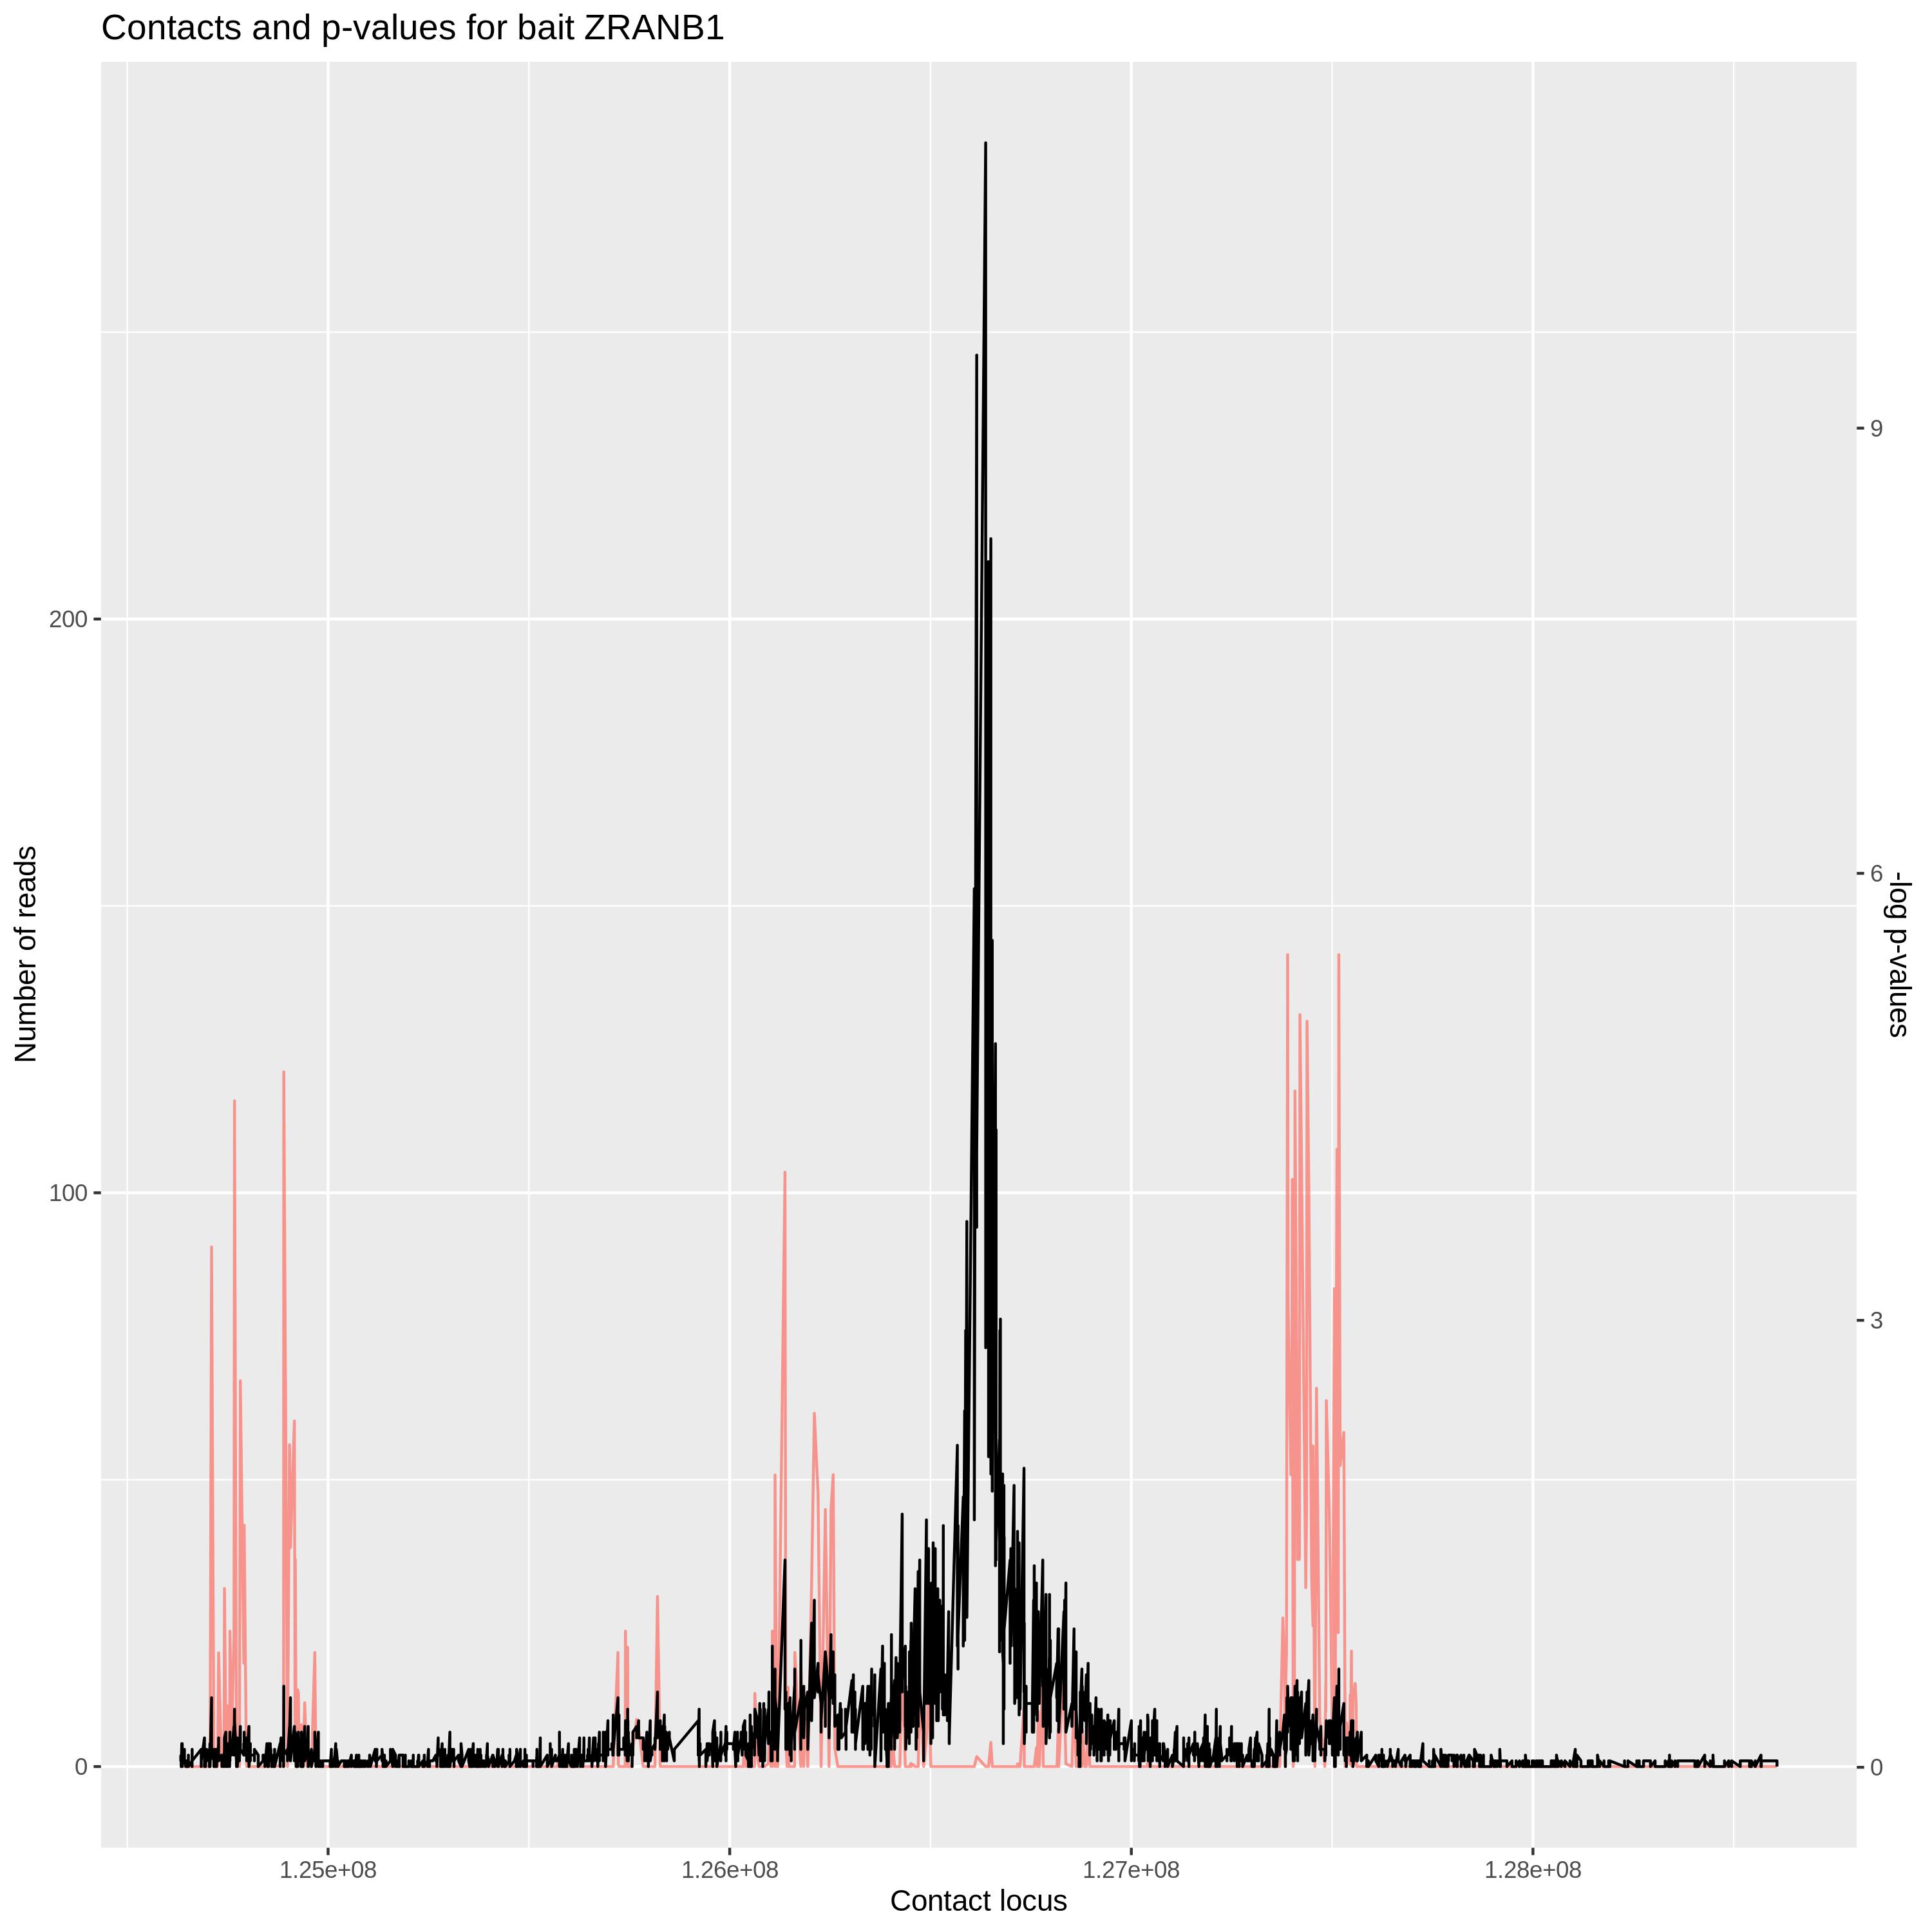 Contacts and p-values for bait ZRANB1
Number of reads
200
100
0
9
6
3
0
-log p-values
1.25e+08
1.26e+08
1.27e+08
1.28e+08
Contact locus